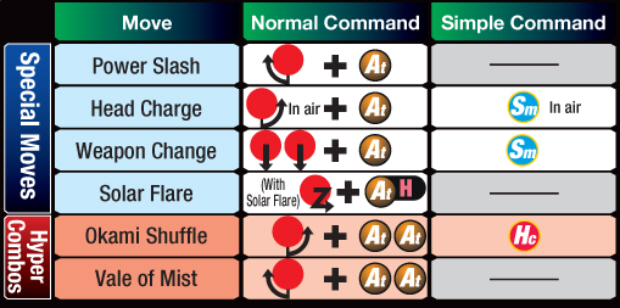 Move Normal Command Simple Command
Special Moves
Power Slash + At
Head Charge In air + At Sm In air
Weapon Change + At Sm
Solar Flare (With Solar Flare) Z + At H
Hyper Combos
Okami Shuffle + At At Hc
Vale of Mist + At At